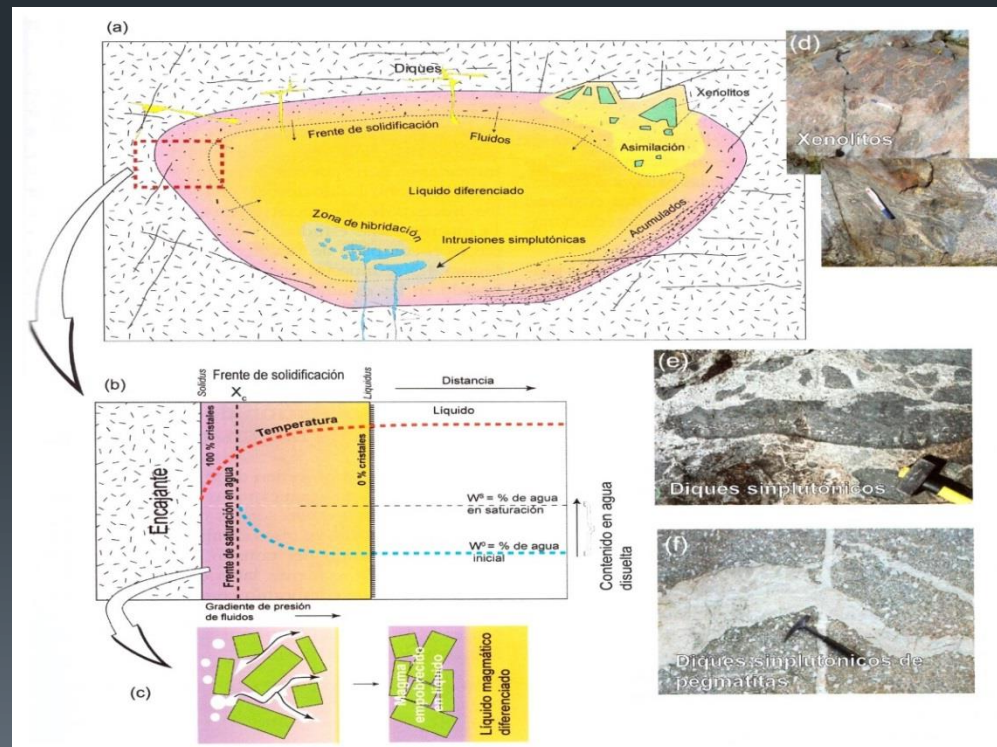 (a)
Diques
Xenolitos
Frente de solidificación
Fluidos
Asimilación
Líquido diferenciado
Zona de hibridación
Intrusiones simplutónicas
Acumulados
(d)
Xenolitos
(b)
Frente de solidificación
Xc
Solidus
Liquidus
Distancia
Encajante
100 % cristales
Frente de saturación en agua
Temperatura
0 % cristales
Líquido
Wˢ = % de agua
en saturación
W⁰ = % de agua
inicial
Contenido en agua
disuelta
Gradiente de presión
de fluidos
(c)
Magma
empobrecido
en líquido
Líquido magmático
diferenciado
(e)
Diques sinplutónicos
(f)
Diques sinplutónicos de
pegmatitas